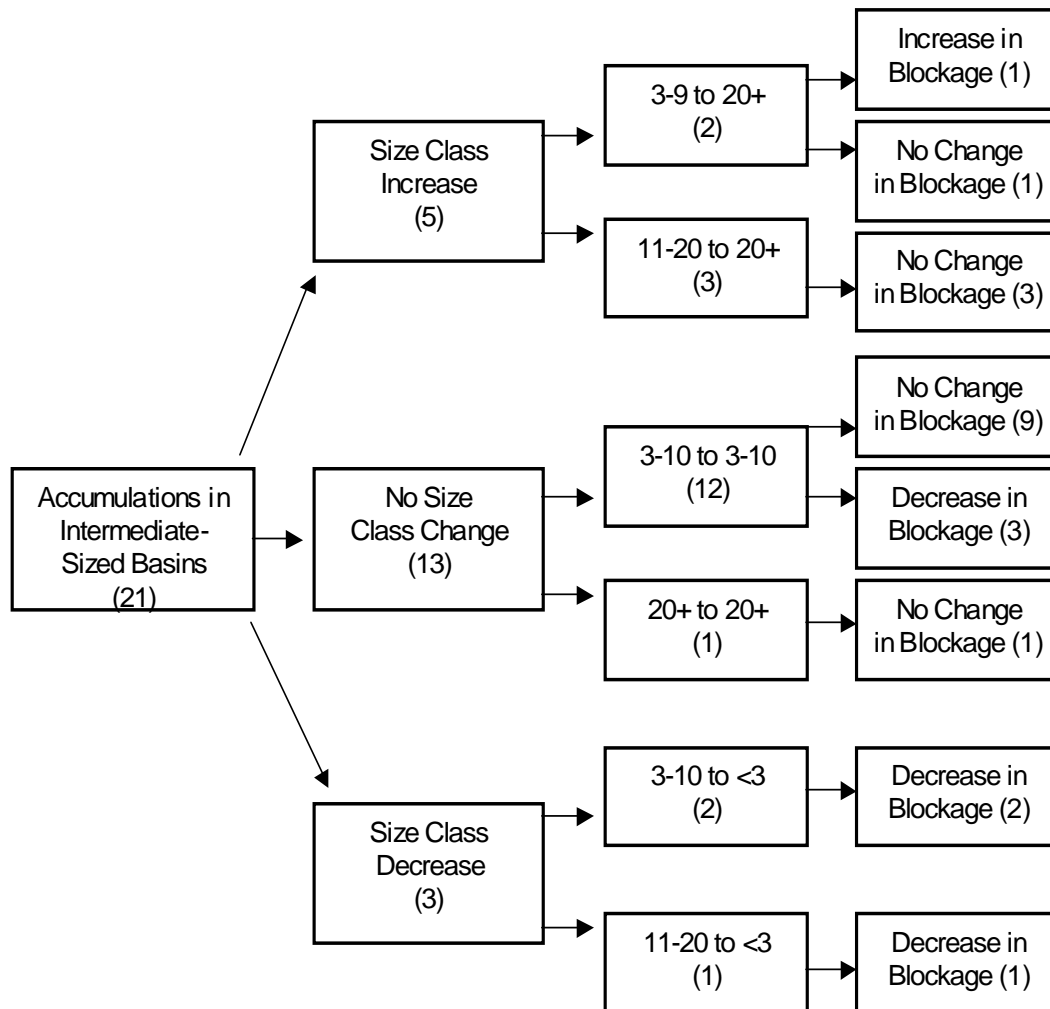 Accumulations in
Intermediate-
Sized Basins
(21)
Size Class
Increase
(5)
3-9 to 20+
(2)
Increase in
Blockage (1)
No Change
in Blockage (1)
11-20 to 20+
(3)
No Change
in Blockage (3)
No Size
Class Change
(13)
3-10 to 3-10
(12)
No Change
in Blockage (9)
Decrease in
Blockage (3)
20+ to 20+
(1)
No Change
in Blockage (1)
Size Class
Decrease
(3)
3-10 to <3
(2)
Decrease in
Blockage (2)
11-20 to <3
(1)
Decrease in
Blockage (1)